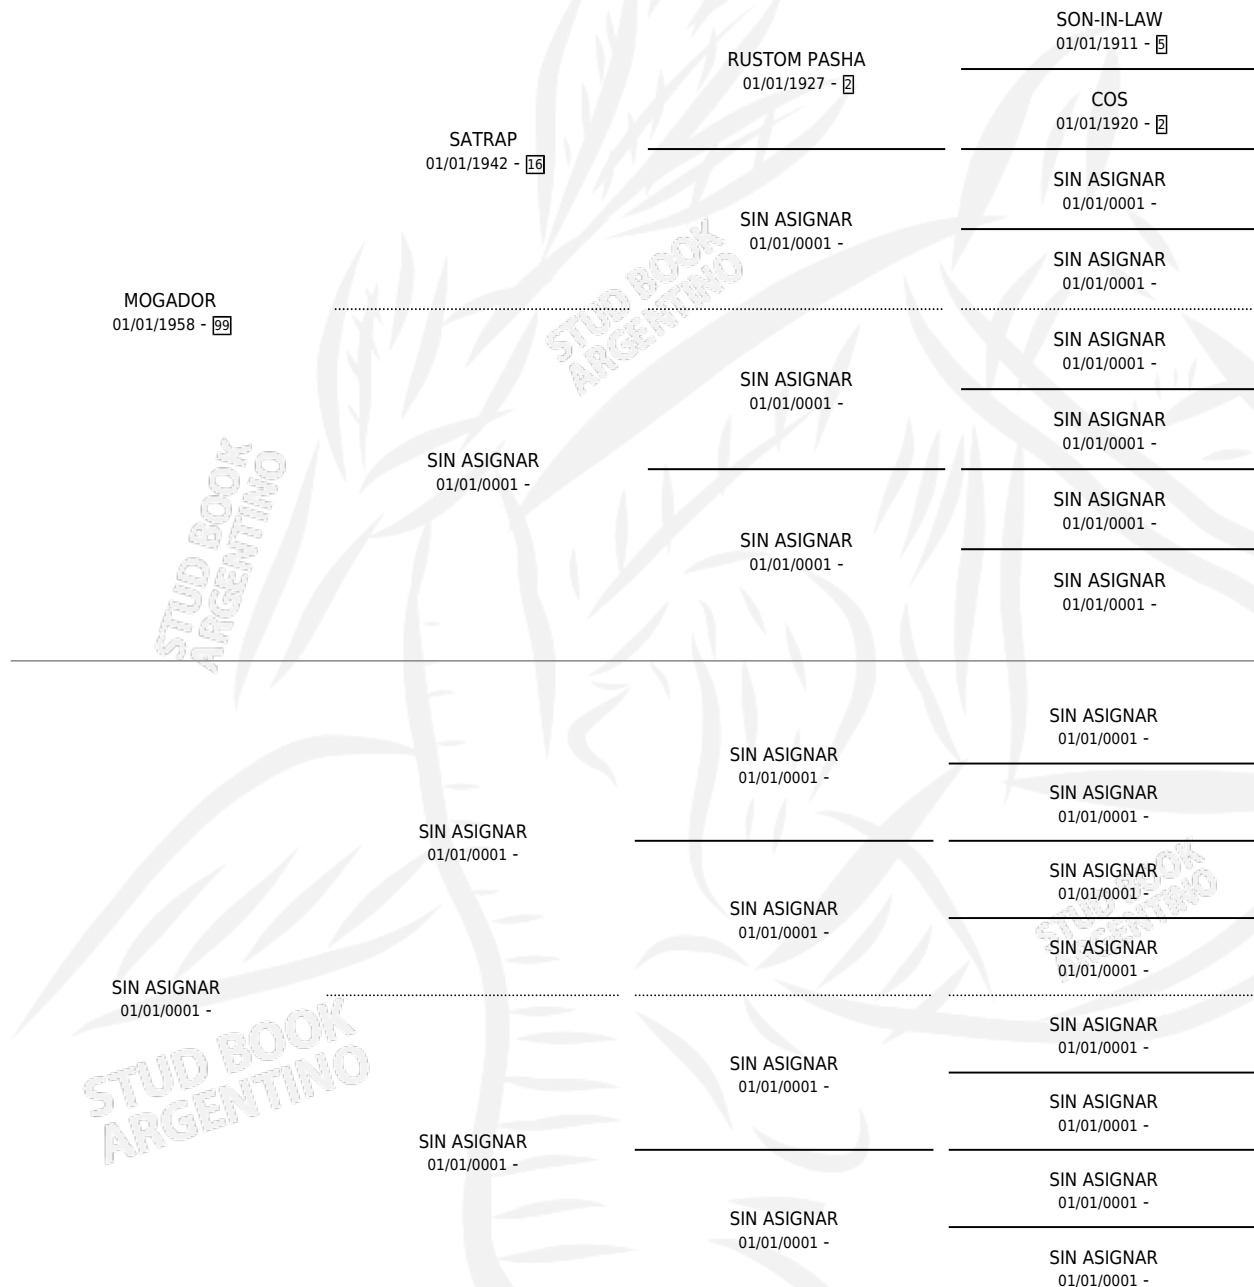 SON-IN-LAW
01/01/1911 - 5
RUSTOM PASHA
01/01/1927 - 2
COS
01/01/1920 - 2
SATRAP
01/01/1942 - 16
SIN ASIGNAR
01/01/0001 -
SIN ASIGNAR
01/01/0001 -
SIN ASIGNAR
01/01/0001 -
MOGADOR
01/01/1958 - 99
SIN ASIGNAR
01/01/0001 -
SIN ASIGNAR
01/01/0001 -
SIN ASIGNAR
01/01/0001 -
SIN ASIGNAR
01/01/0001 -
SIN ASIGNAR
01/01/0001 -
SIN ASIGNAR
01/01/0001 -
SIN ASIGNAR
01/01/0001 -
STUD BOOK
ARGENTINO
STUD BOOK
ARGENTINO
SIN ASIGNAR
01/01/0001 -
SIN ASIGNAR
01/01/0001 -
SIN ASIGNAR
01/01/0001 -
SIN ASIGNAR
01/01/0001 -
SIN ASIGNAR
01/01/0001 -
SIN ASIGNAR
01/01/0001 -
SIN ASIGNAR
01/01/0001 -
SIN ASIGNAR
01/01/0001 -
SIN ASIGNAR
01/01/0001 -
SIN ASIGNAR
01/01/0001 -
SIN ASIGNAR
01/01/0001 -
SIN ASIGNAR
01/01/0001 -
SIN ASIGNAR
01/01/0001 -
SIN ASIGNAR
01/01/0001 -
SIN ASIGNAR
01/01/0001 -
STUD BOOK
ARGENTINO
STUD BOOK
ARGENTINO